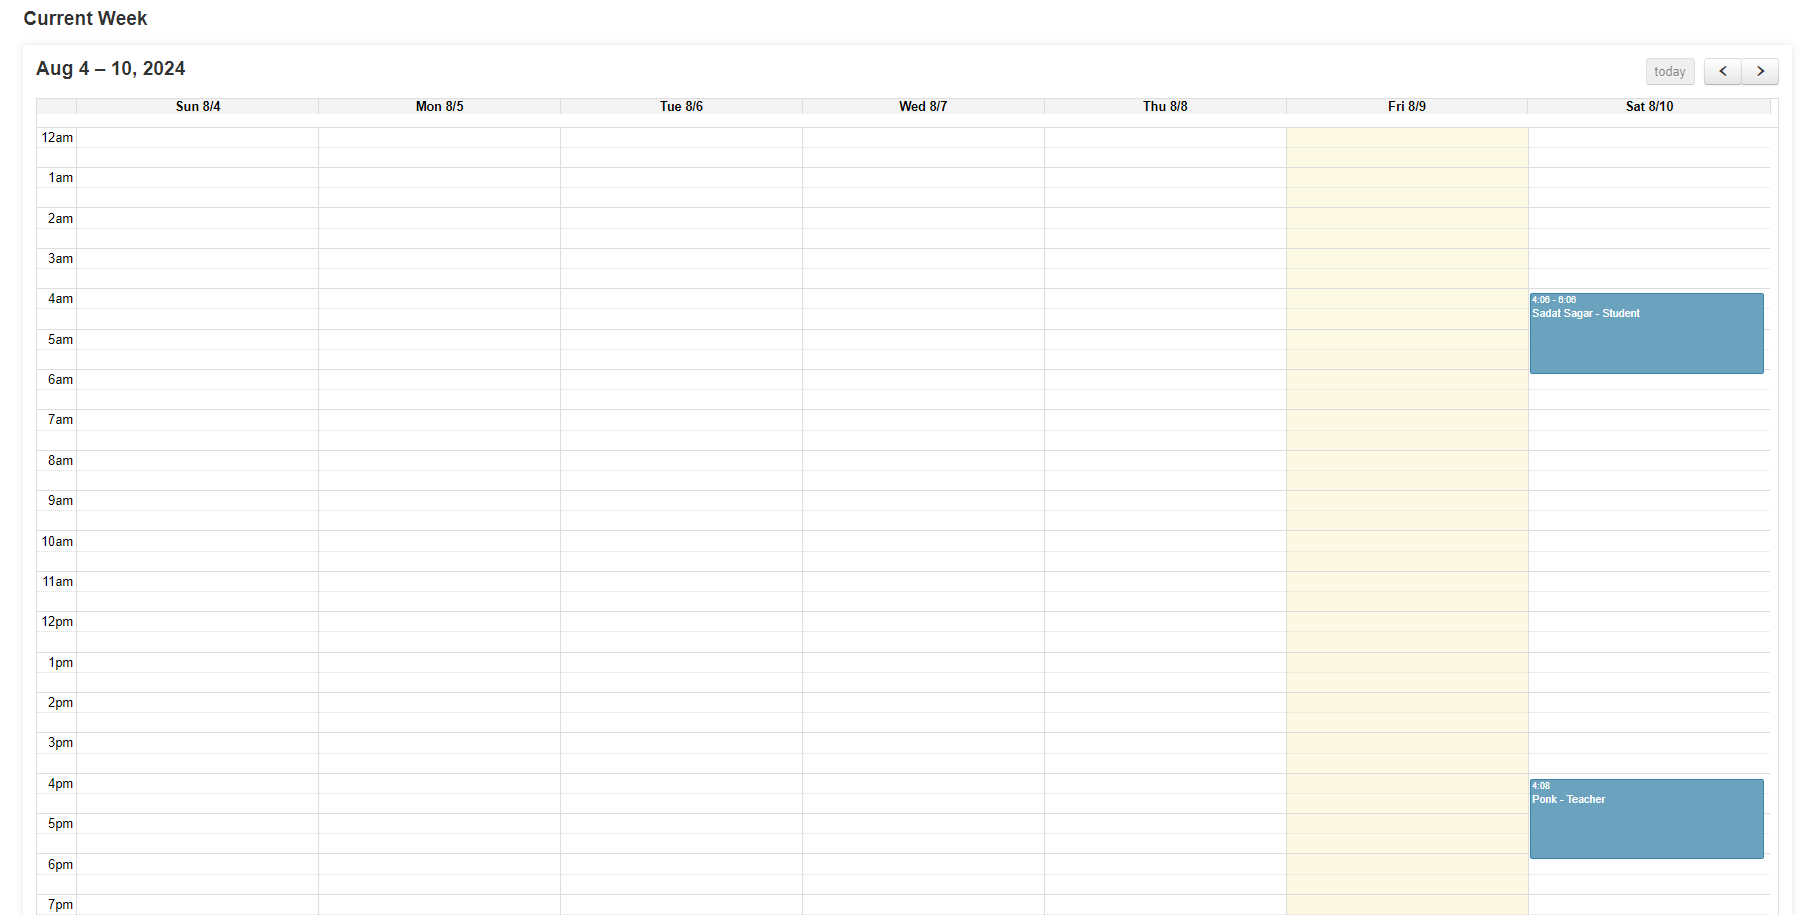 Current Week
Aug 4 – 10, 2024
today
Sun 8/4 Mon 8/5 Tue 8/6 Wed 8/7 Thu 8/8 Fri 8/9 Sat 8/10
12am
1am
2am
3am
4am
4:06 - 6:06
Sadat Sagar - Student
5am
6am
7am
8am
9am
10am
11am
12pm
1pm
2pm
3pm
4pm
4:08
Ponk - Teacher
5pm
6pm
7pm